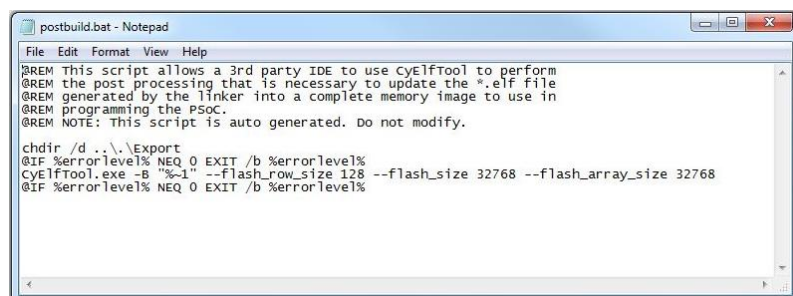 postbuild.bat - Notepad
File Edit Format View Help
@REM This script allows a 3rd party IDE to use CyElfTool to perform
@REM the post processing that is necessary to update the *.elf file
@REM generated by the linker into a complete memory image to use in
@REM programming the PSoC.
@REM NOTE: This script is auto generated. Do not modify.
chdir /d ..\.\Export
@IF %errorlevel% NEQ 0 EXIT /b %errorlevel%
CyElfTool.exe -B "%~1" --flash_row_size 128 --flash_size 32768 --flash_array_size 32768
@IF %errorlevel% NEQ 0 EXIT /b %errorlevel%